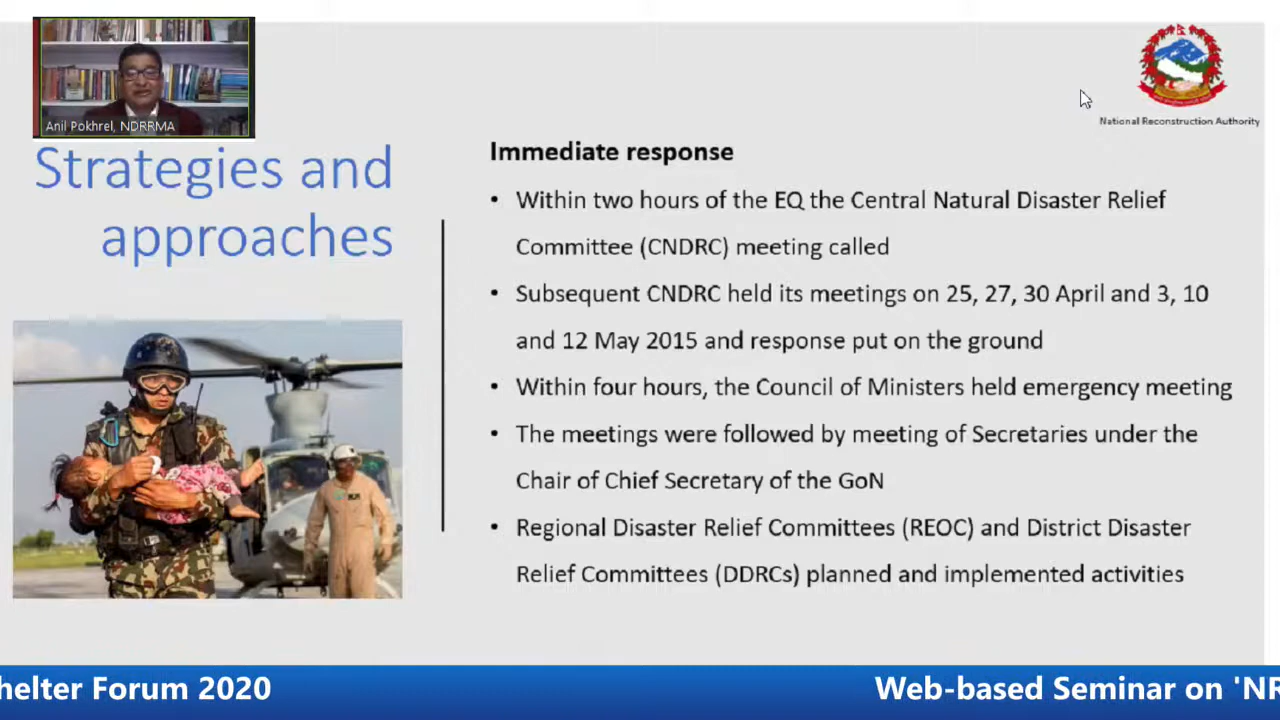 Anil Pokhrel, NDRRMA
National Reconstruction Authority
Strategies and
approaches
Immediate response
• Within two hours of the EQ the Central Natural Disaster Relief
Committee (CNDRC) meeting called
• Subsequent CNDRC held its meetings on 25, 27, 30 April and 3, 10
and 12 May 2015 and response put on the ground
• Within four hours, the Council of Ministers held emergency meeting
• The meetings were followed by meeting of Secretaries under the
Chair of Chief Secretary of the GoN
• Regional Disaster Relief Committees (REOC) and District Disaster
Relief Committees (DDRCs) planned and implemented activities
helter Forum 2020
Web-based Seminar on 'NR